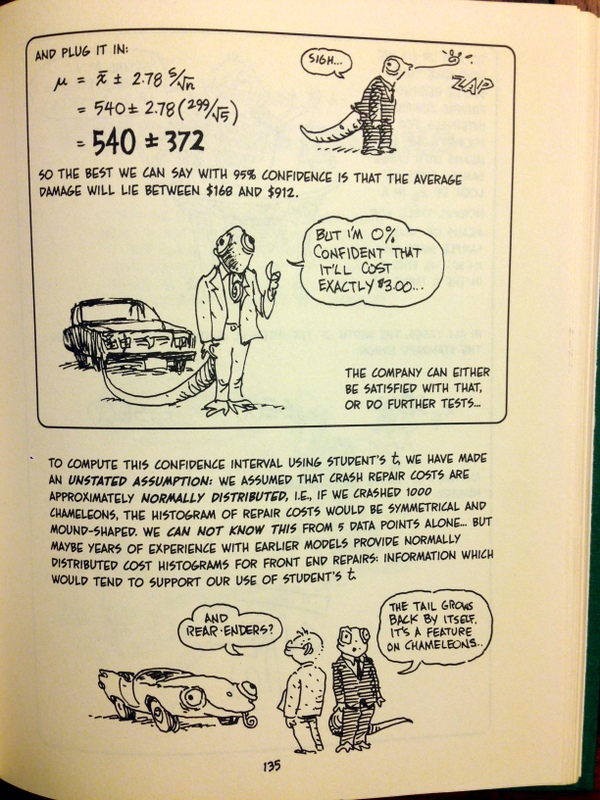 AND PLUG IT IN:
μ = x̄ ± 2.78 s/√n
= 540 ± 2.78 (299/√5)
= 540 ± 372
SIGH...
ZAP
SO THE BEST WE CAN SAY WITH 95% CONFIDENCE IS THAT THE AVERAGE
DAMAGE WILL LIE BETWEEN $168 AND $912.
BUT I'M 0%
CONFIDENT THAT
IT'LL COST
EXACTLY $3.00...
THE COMPANY CAN EITHER
BE SATISFIED WITH THAT,
OR DO FURTHER TESTS...
TO COMPUTE THIS CONFIDENCE INTERVAL USING STUDENT'S t, WE HAVE MADE
AN UNSTATED ASSUMPTION: WE ASSUMED THAT CRASH REPAIR COSTS ARE
APPROXIMATELY NORMALLY DISTRIBUTED, I.E., IF WE CRASHED 1000
CHAMELEONS, THE HISTOGRAM OF REPAIR COSTS WOULD BE SYMMETRICAL AND
MOUND-SHAPED. WE CAN NOT KNOW THIS FROM 5 DATA POINTS ALONE... BUT
MAYBE YEARS OF EXPERIENCE WITH EARLIER MODELS PROVIDE NORMALLY
DISTRIBUTED COST HISTOGRAMS FOR FRONT END REPAIRS: INFORMATION WHICH
WOULD TEND TO SUPPORT OUR USE OF STUDENT'S t.
AND
REAR-ENDERS?
THE TAIL GROWS
BACK BY ITSELF.
IT'S A FEATURE
ON CHAMELEONS..
135